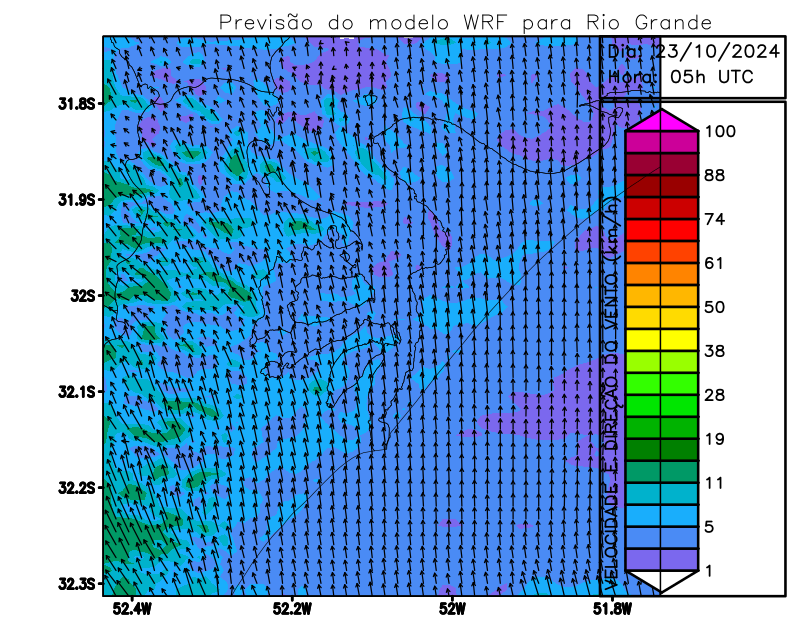 Previsão do modelo WRF para Rio Grande
Dia: 23/10/2024
Hora: 05h UTC
31.8S
31.9S
32S
32.1S
32.2S
32.3S
52.4W
52.2W
52W
51.8W
VELOCIDADE E DIREÇÃO DO VENTO (km/h)
100
88
74
61
50
38
28
19
11
5
1